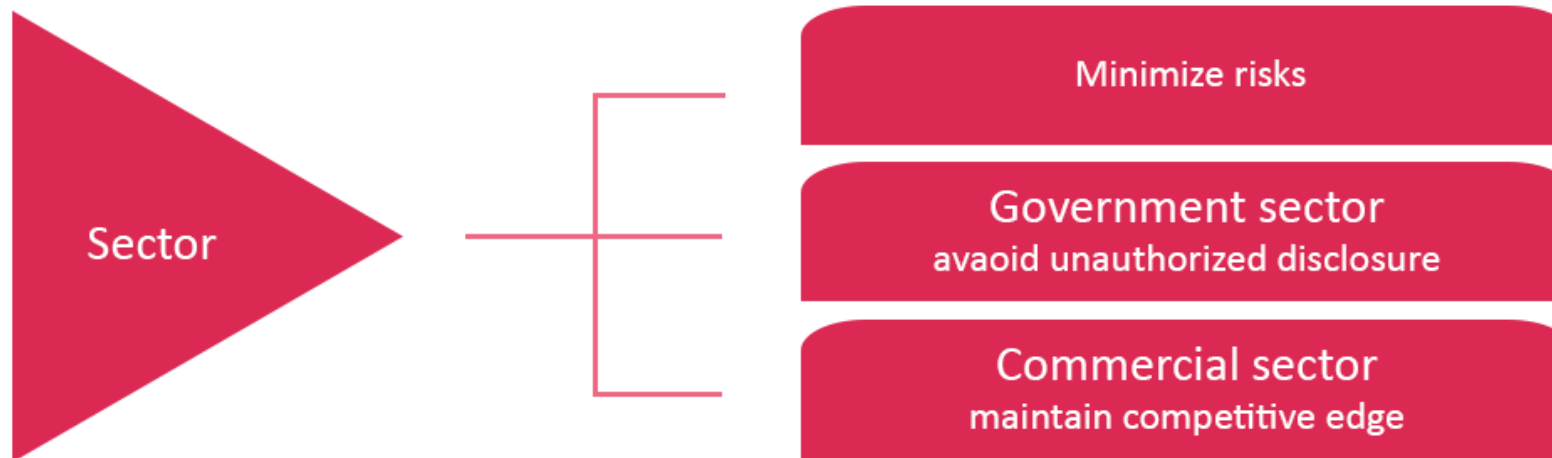 Sector
Minimize risks
Government sector
avaoid unauthorized disclosure
Commercial sector
maintain competitive edge